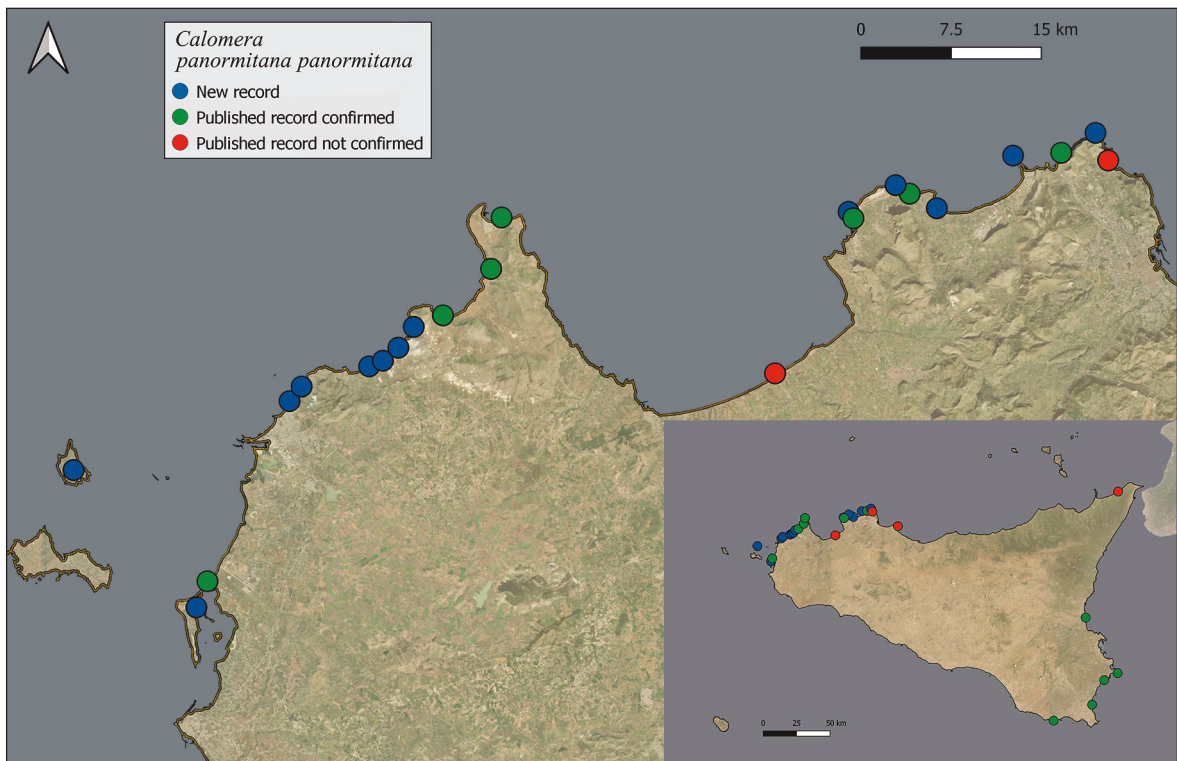 Calomera
panormitana panormitana
New record
Published record confirmed
Published record not confirmed
0 7.5 15 km
0 25 50 km